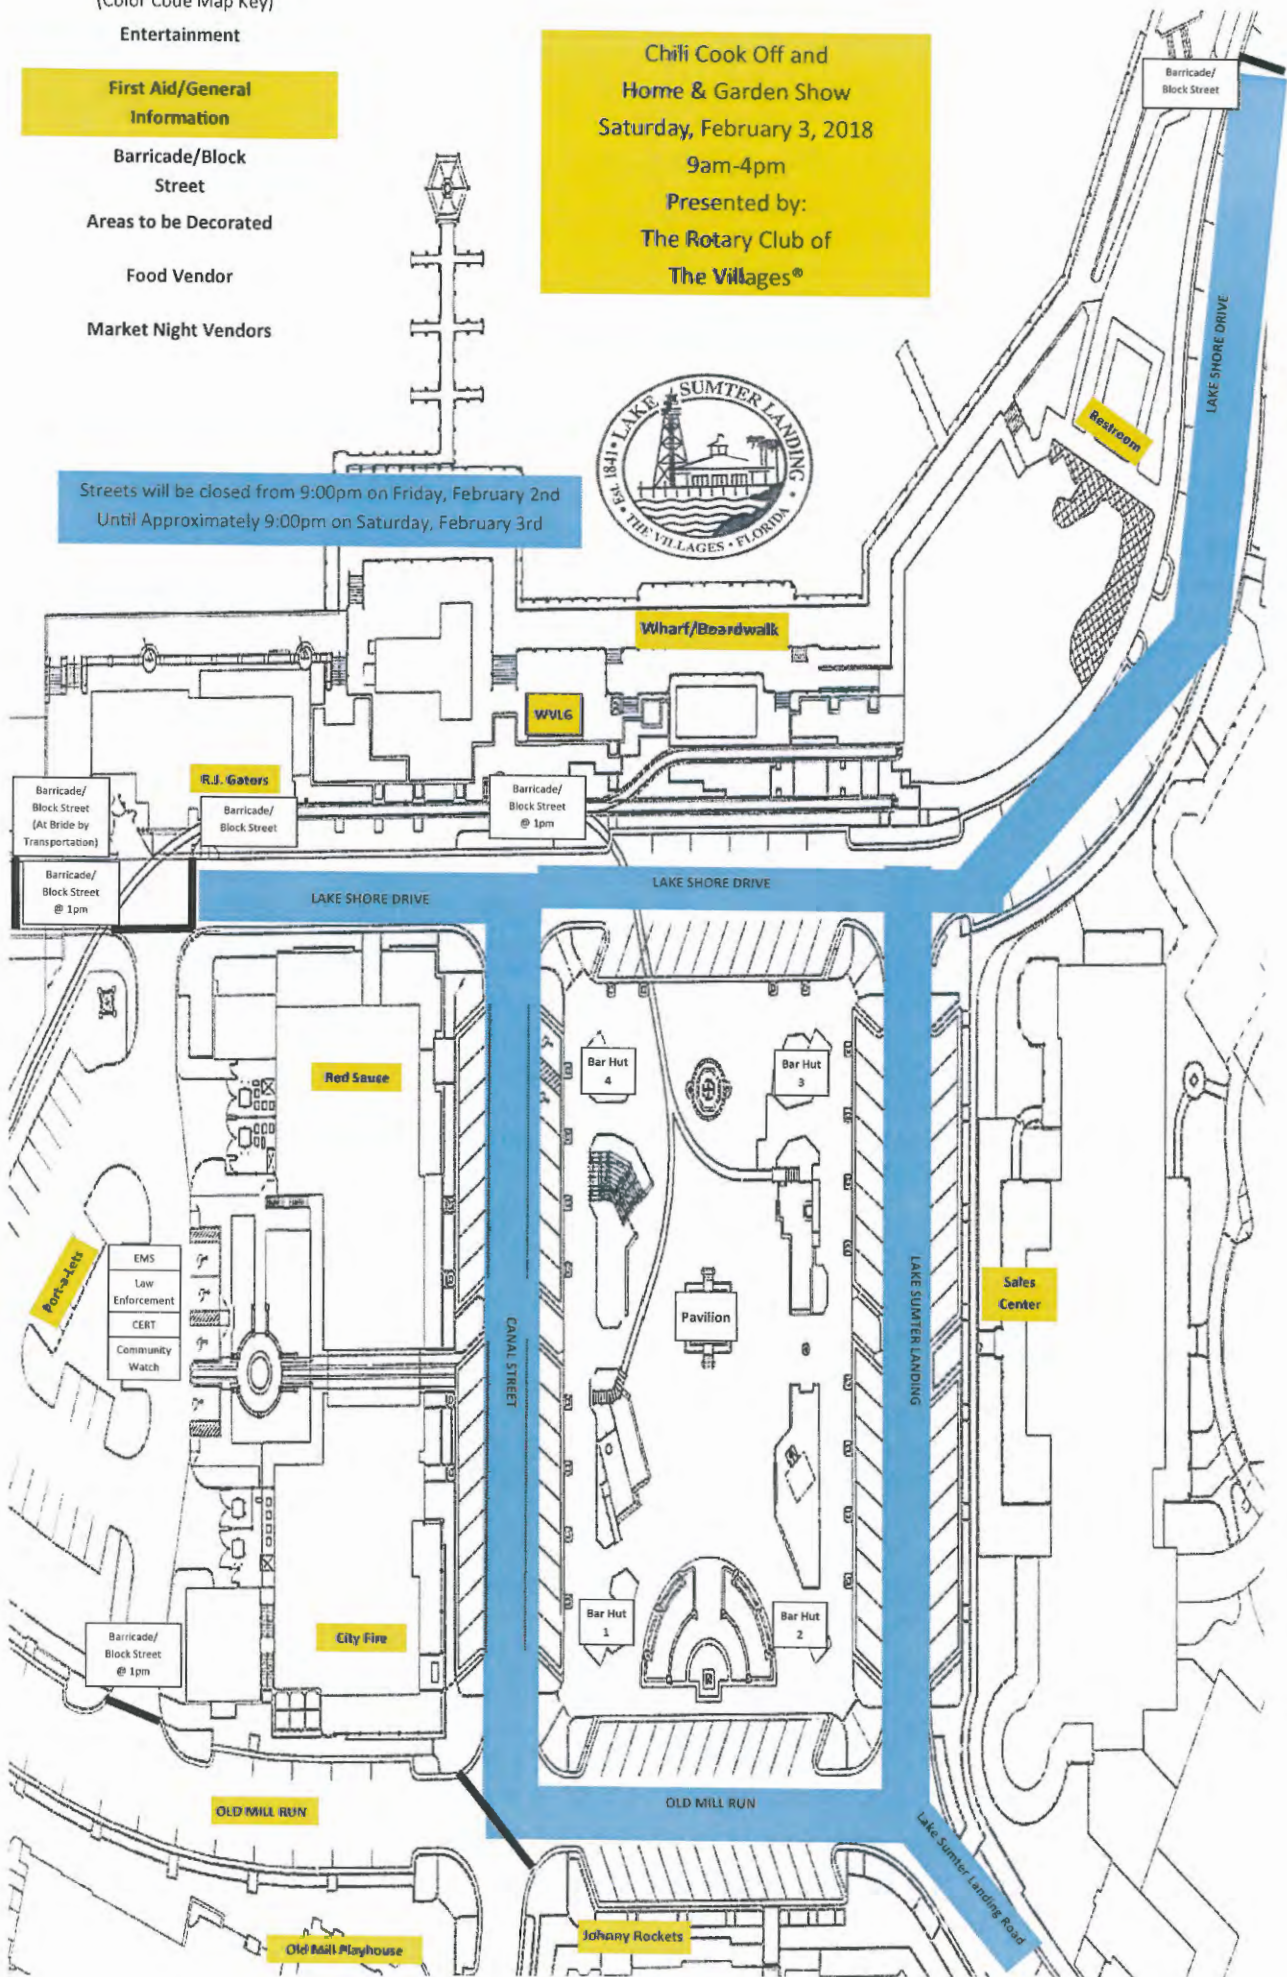 (Color Code Map Key)
Entertainment
First Aid/General
Information
Barricade/Block
Street
Areas to be Decorated
Food Vendor
Market Night Vendors
Chili Cook Off and
Home & Garden Show
Saturday, February 3, 2018
9am-4pm
Presented by:
The Rotary Club of
The Villages®
Barricade/
Block Street
LAKE SHORE DRIVE
Restroom
LAKE SUMTER LANDING
Est. 1841
THE VILLAGES • FLORIDA
Streets will be closed from 9:00pm on Friday, February 2nd
Until Approximately 9:00pm on Saturday, February 3rd
Wharf/Boardwalk
WVLG
R.J. Gators
Barricade/
Block Street
(At Bride by
Transportation)
Barricade/
Block Street
Barricade/
Block Street
@ 1pm
Barricade/
Block Street
@ 1pm
LAKE SHORE DRIVE
LAKE SHORE DRIVE
Red Sauce
Bar Hut
4
Bar Hut
3
Port-a-Lets
EMS
Law
Enforcement
CERT
Community
Watch
CANAL STREET
Pavilion
LAKE SUMTER LANDING
Sales
Center
Barricade/
Block Street
@ 1pm
City Fire
Bar Hut
1
Bar Hut
2
OLD MILL RUN
OLD MILL RUN
Lake Sumter Landing Road
Old Mill Playhouse
Johnny Rockets